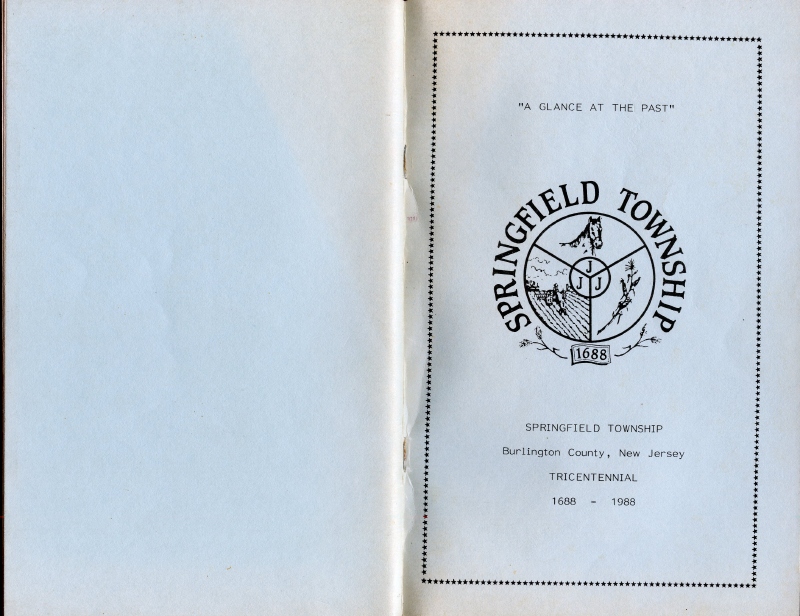 "A GLANCE AT THE PAST"
SPRINGFIELD TOWNSHIP
J
J J
1688
SPRINGFIELD TOWNSHIP
Burlington County, New Jersey
TRICENTENNIAL
1688 - 1988